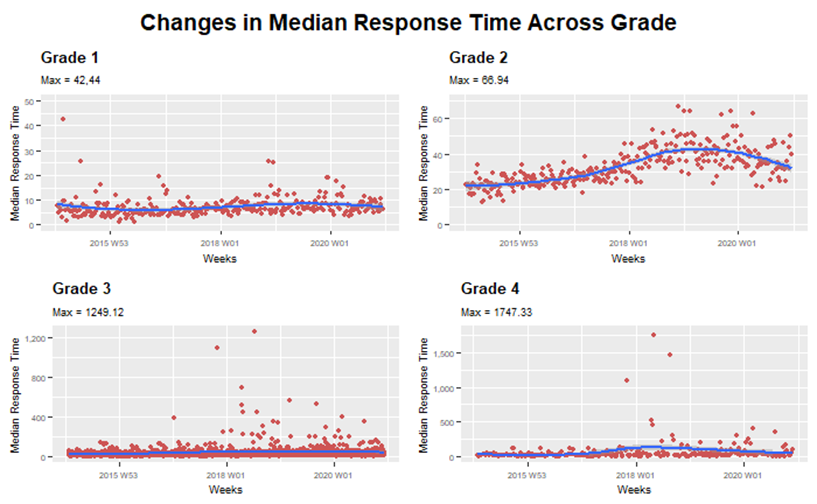 Changes in Median Response Time Across Grade
Grade 1
Max = 42,44
Median Response Time
50
40
30
20
10
0
2015 W53
2018 W01
2020 W01
Weeks
Grade 2
Max = 66.94
Median Response Time
60
40
20
0
2015 W53
2018 W01
2020 W01
Weeks
Grade 3
Max = 1249.12
Median Response Time
1,200
800
400
0
2015 W53
2018 W01
2020 W01
Weeks
Grade 4
Max = 1747.33
Median Response Time
1,500
1,000
500
0
2015 W53
2018 W01
2020 W01
Weeks